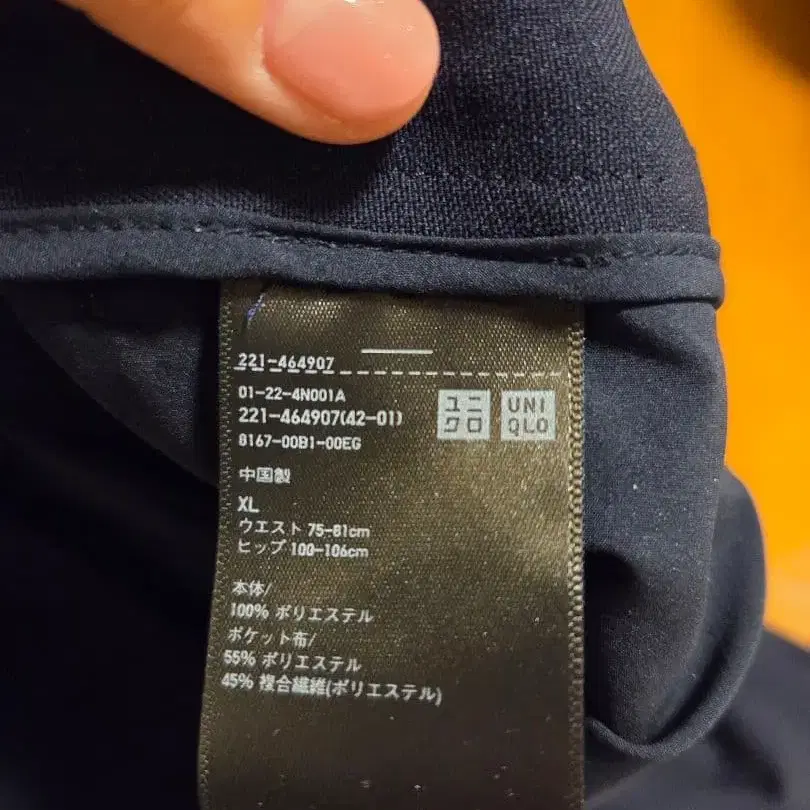 221-464907
01-22-4N001A
221-464907(42-01)
8167-00B1-00EG
ユニ
クロ
UNI
QLO
中国製
XL
ウエスト 75-81cm
ヒップ 100-106cm
本体/
100% ポリエステル
ポケット布/
55% ポリエステル
45% 複合繊維(ポリエステル)